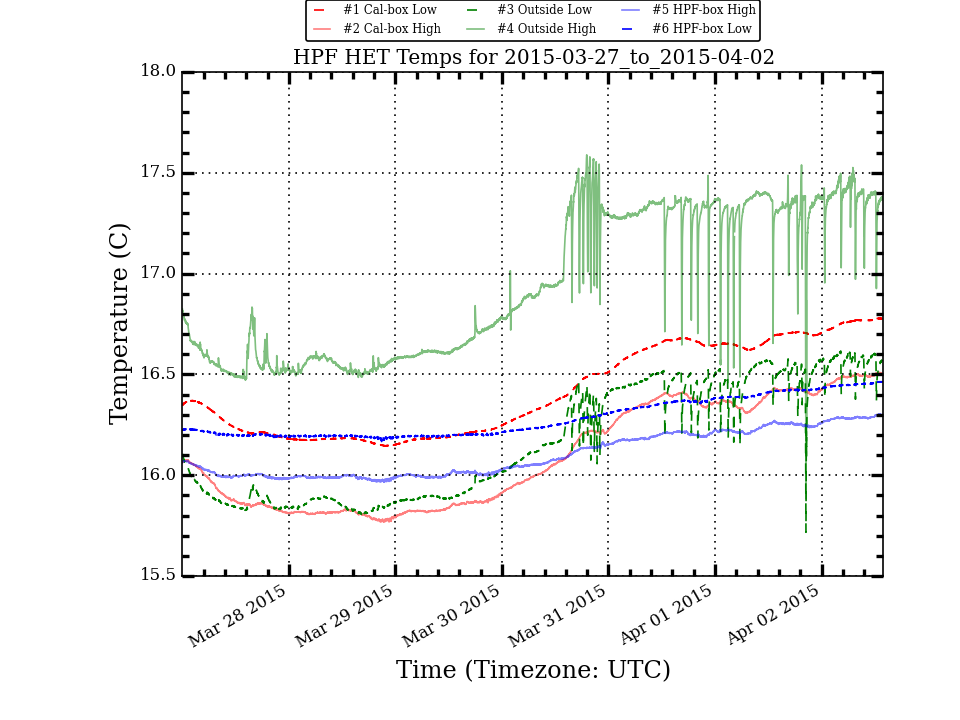 #1 Cal-box Low #3 Outside Low #5 HPF-box High
#2 Cal-box High #4 Outside High #6 HPF-box Low
HPF HET Temps for 2015-03-27_to_2015-04-02
18.0
17.5
17.0
16.5
16.0
15.5
Temperature (C)
Mar 28 2015 Mar 29 2015 Mar 30 2015 Mar 31 2015 Apr 01 2015 Apr 02 2015
Time (Timezone: UTC)